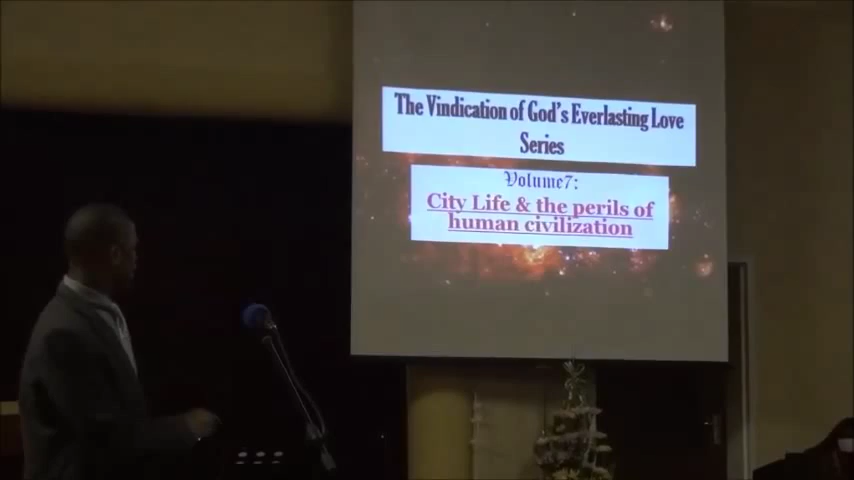 The Vindication of God's Everlasting Love
Series
Volume7:
City Life & the perils of
human civilization